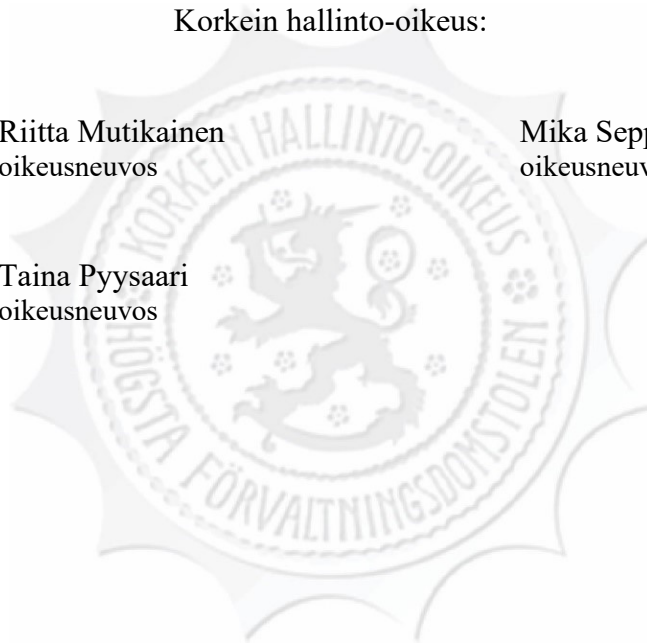 Korkein hallinto-oikeus:
Riitta Mutikainen
oikeusneuvos
Mika Sepp
oikeusneuv
Taina Pyysaari
oikeusneuvos
KORKEIN HALLINTO-OIKEUS
HÖGSTA FÖRVALTNINGSDOMSTOLEN